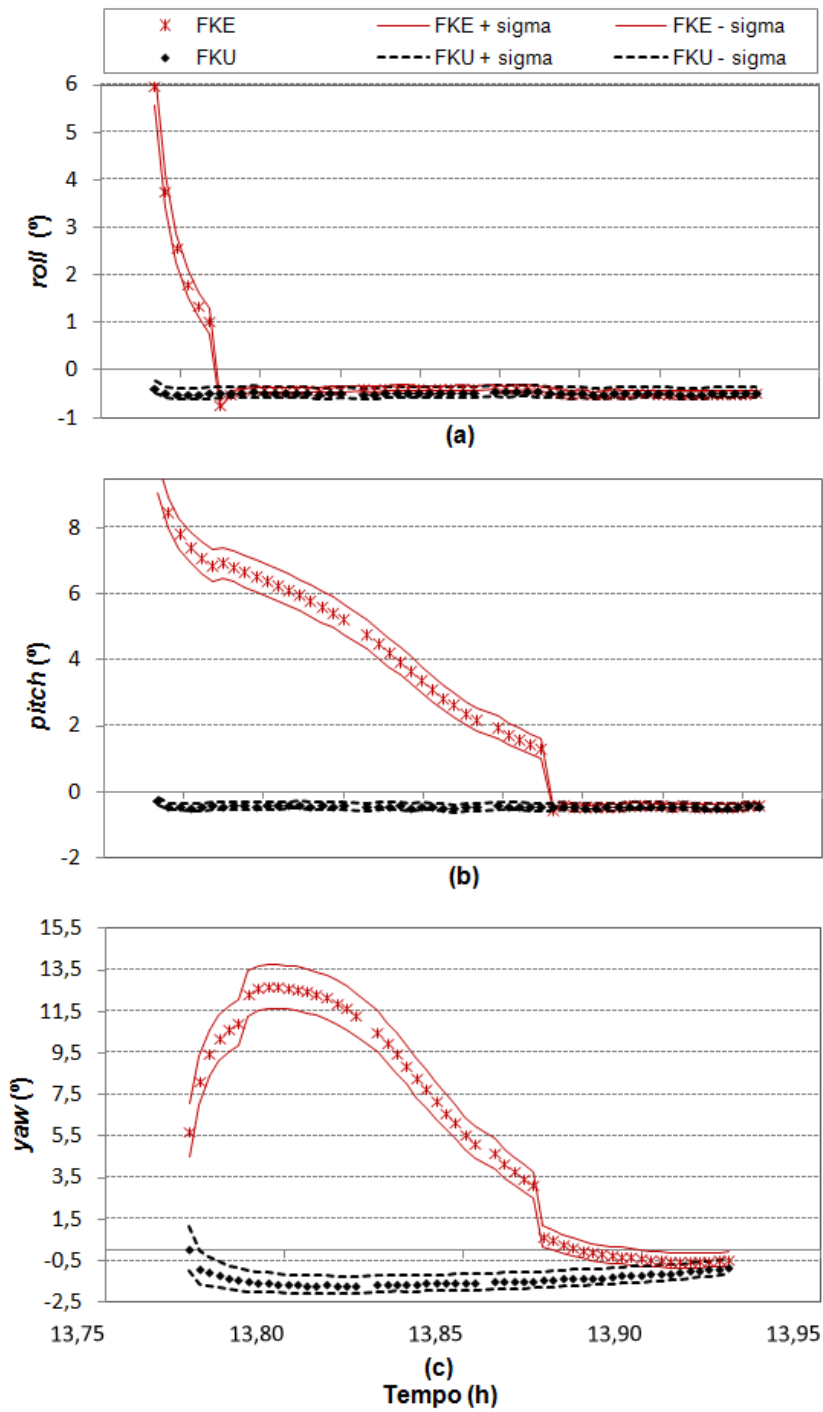 FKE FKE + sigma FKE - sigma
FKU FKU + sigma FKU - sigma
6
5
4
3
2
1
0
-1
roll (º)
(a)
8
6
4
2
0
-2
pitch (º)
(b)
15,5
13,5
11,5
9,5
7,5
5,5
3,5
1,5
-0,5
-2,5
yaw (º)
13,75 13,80 13,85 13,90 13,95
(c)
Tempo (h)